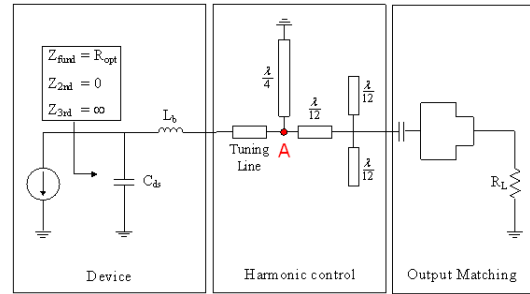 Z_fund = R_opt
Z_2nd = 0
Z_3rd = ∞
L_b
C_ds
Device
λ/4
Tuning
Line
A
λ/12
λ/12
λ/12
Harmonic control
R_L
Output Matching